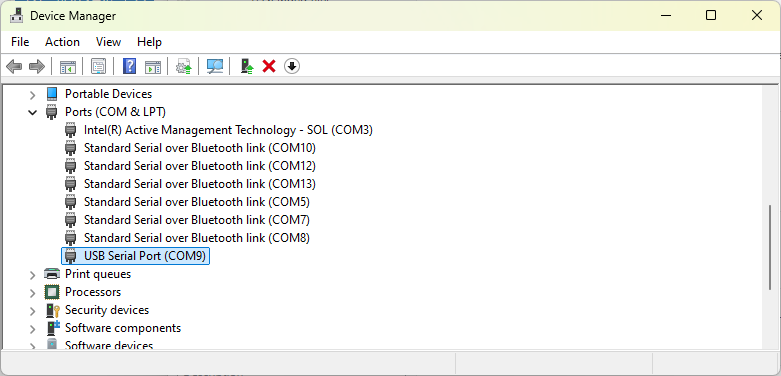 Device Manager
File Action View Help
Portable Devices
Ports (COM & LPT)
Intel(R) Active Management Technology - SOL (COM3)
Standard Serial over Bluetooth link (COM10)
Standard Serial over Bluetooth link (COM12)
Standard Serial over Bluetooth link (COM13)
Standard Serial over Bluetooth link (COM5)
Standard Serial over Bluetooth link (COM7)
Standard Serial over Bluetooth link (COM8)
USB Serial Port (COM9)
Print queues
Processors
Security devices
Software components
Software devices